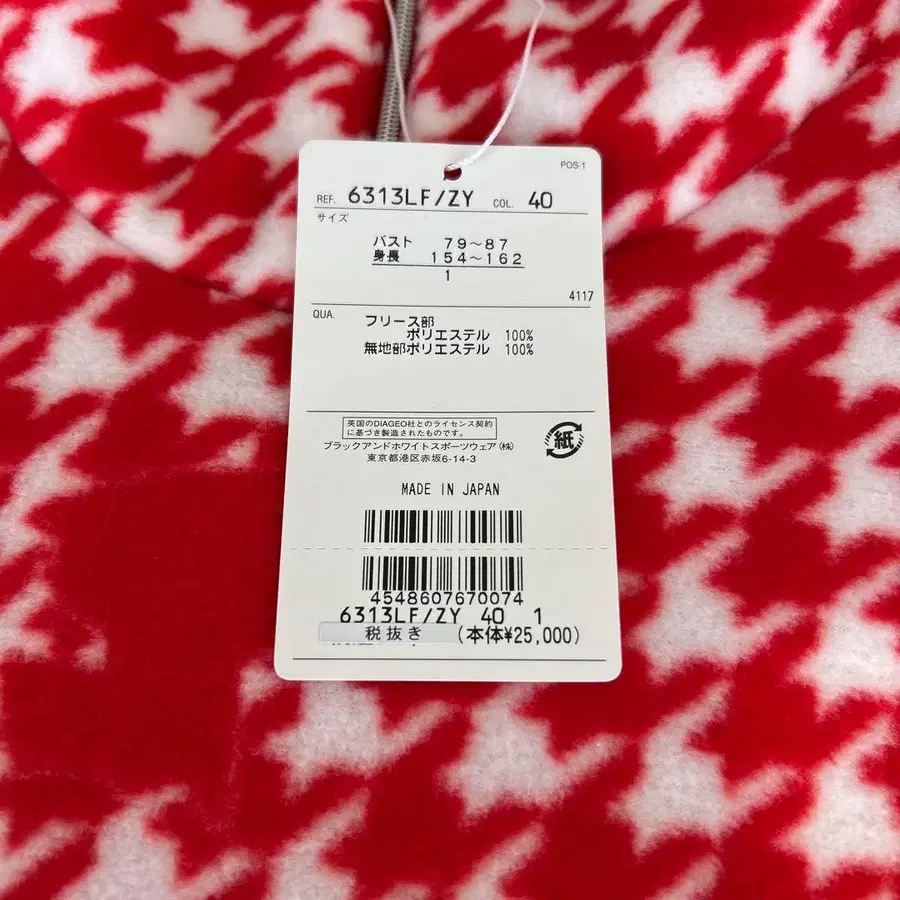 POS-1
REF. 6313LF/ZY COL. 40
サイズ
バスト 79~87
身長 154~162
1
4117
QUA. フリース部
ポリエステル 100%
無地部ポリエステル 100%
英国のDIAGEO社とのライセンス契約
に基づき製造されたものです。
ブラックアンドホワイトスポーツウェア(株)
東京都港区赤坂6-14-3
紙
MADE IN JAPAN
4548607670074
6313LF/ZY 40 1
税抜き (本体¥25,000)